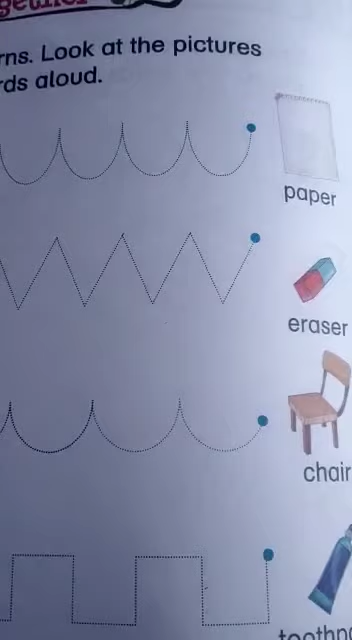 rns. Look at the pictures
rds aloud.
paper
eraser
chair